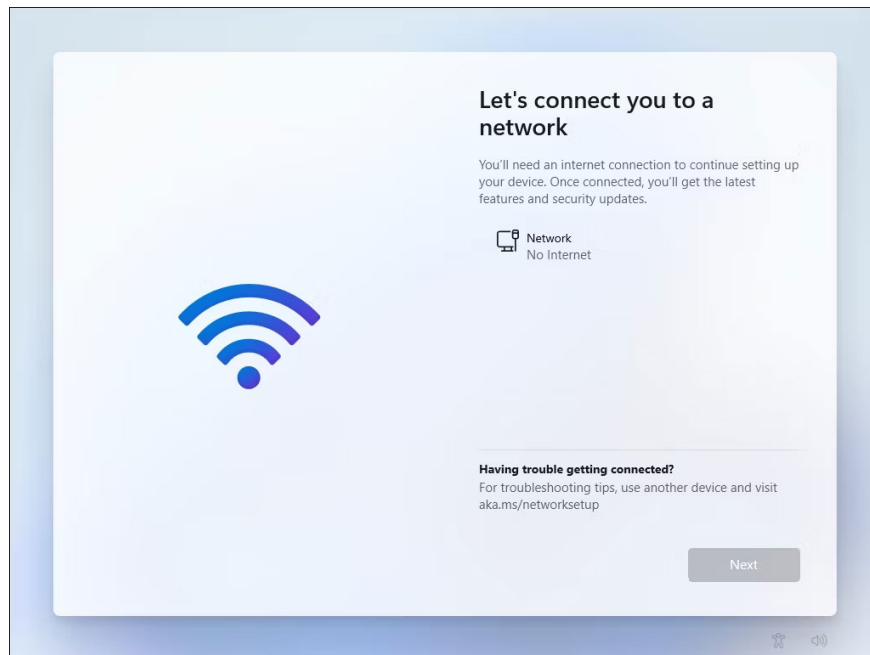 Let's connect you to a
network
You'll need an internet connection to continue setting up
your device. Once connected, you'll get the latest
features and security updates.
Network
No Internet
Having trouble getting connected?
For troubleshooting tips, use another device and visit
aka.ms/networksetup
Next